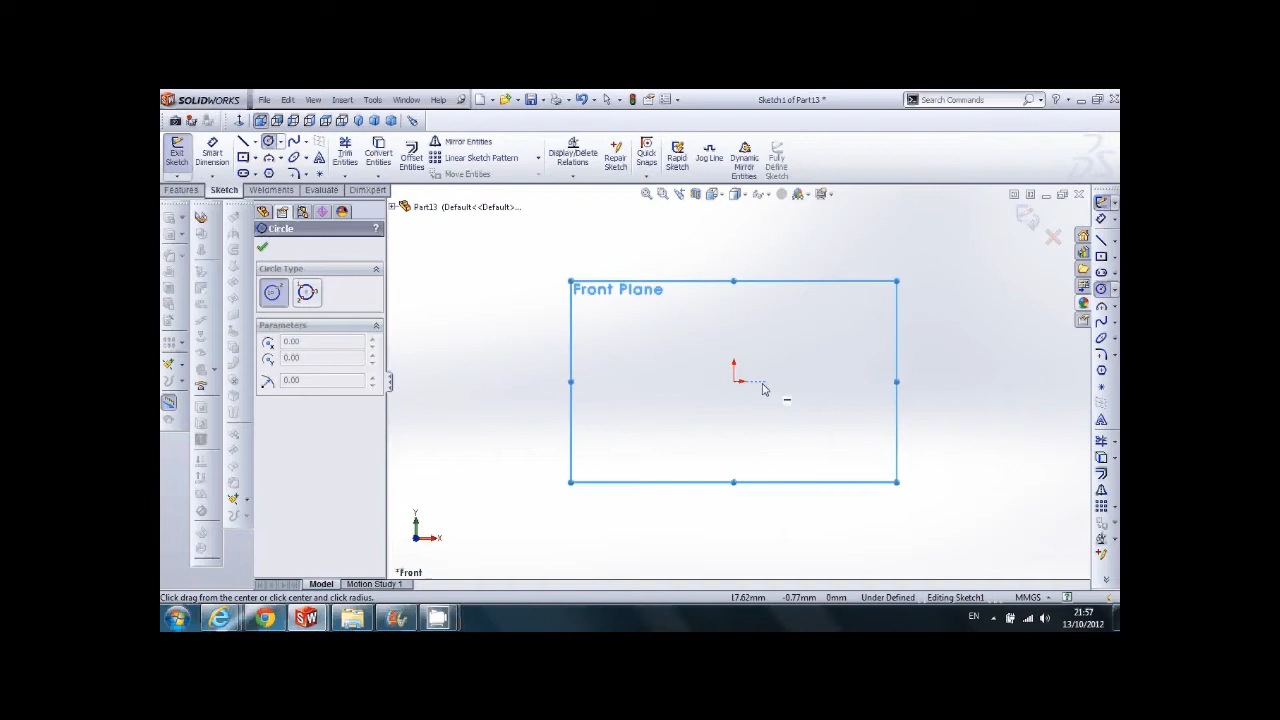 SOLIDWORKS File Edit View Insert Tools Window Help Sketch1 of Part13 * Search Commands
Exit Sketch
Smart Dimension
Trim Entities
Convert Entities
Offset Entities
Mirror Entities
Linear Sketch Pattern
Move Entities
Display/Delete Relations
Repair Sketch
Quick Snaps
Rapid Sketch
Jog Line
Dynamic Mirror Entities
Fully Define Sketch
Features Sketch Weldments Evaluate DimXpert
Part13 (Default<<Default>...
Circle ?
Circle Type
Parameters
0.00
0.00
0.00
Front Plane
Y
X
*Front
Model Motion Study 1
Click drag from the center or click center and click radius. 17.62mm -0.77mm 0mm Under Defined Editing Sketch1 MMGS
EN 21:57
13/10/2012